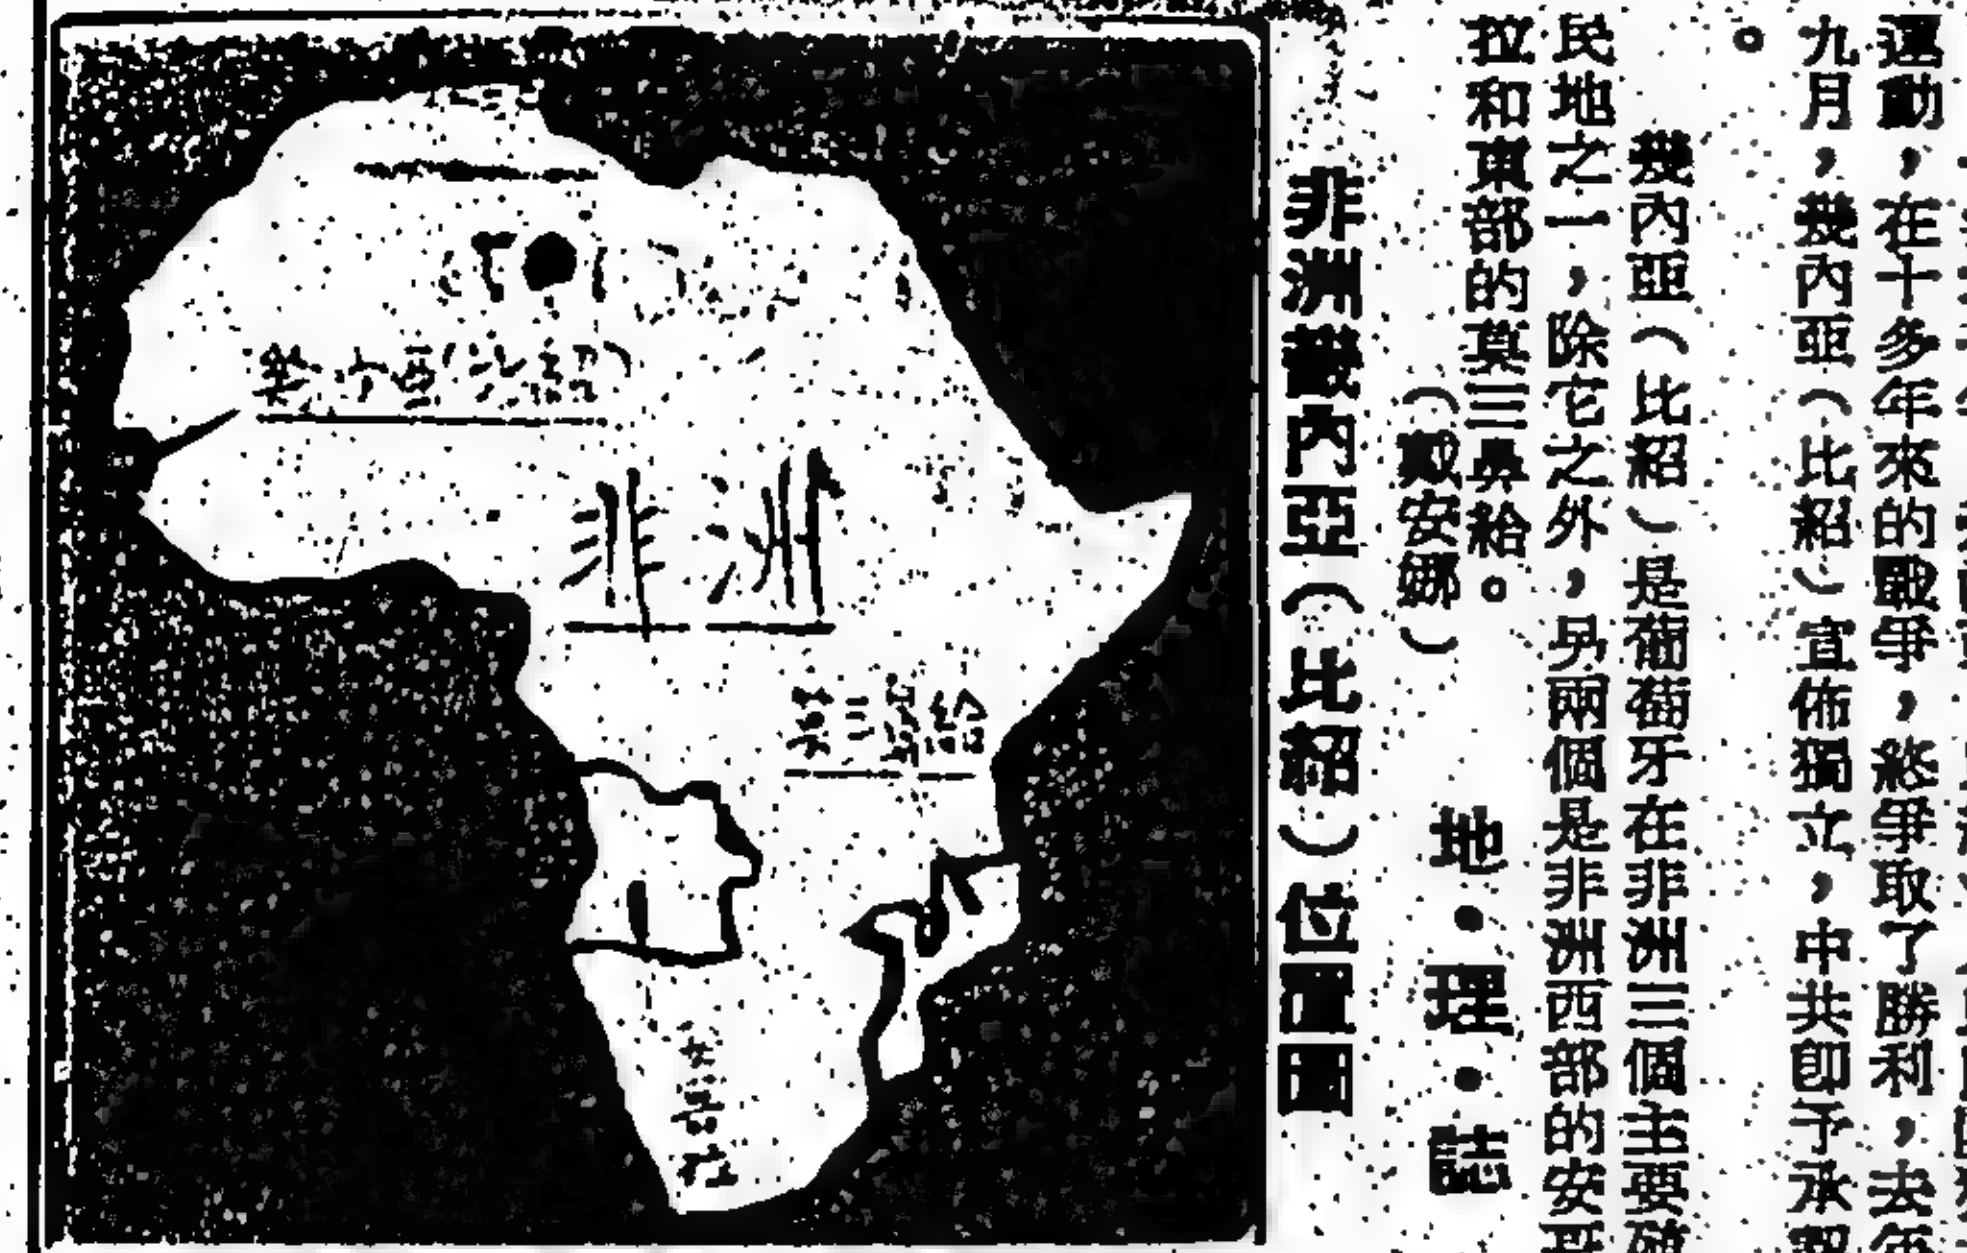 運動，在十多年來的戰爭，終爭取了勝利，去年
九月，幾內亞（比紹）宣佈獨立，中共即予承認
。
幾內亞（比紹）是葡萄牙在非洲三個主要殖
民地之一，除它之外，另兩個是非洲西部的安哥
拉和東部的莫三鼻給。
（戴安娜）
地・理・誌
非洲幾內亞（比紹）位置圖
幾內亞（比紹）
非洲
莫三鼻給